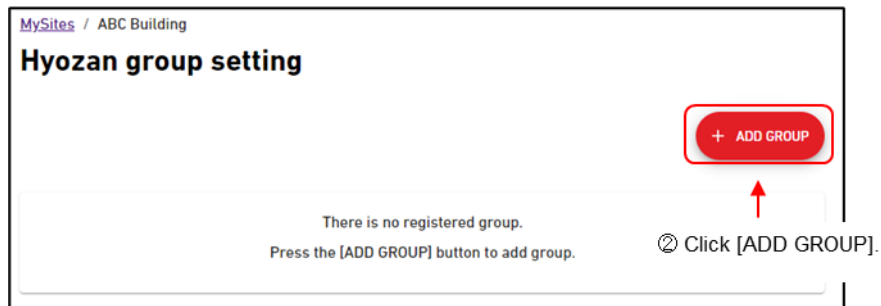 MySites / ABC Building
Hyozan group setting
+ ADD GROUP
There is no registered group.
Press the [ADD GROUP] button to add group.
② Click [ADD GROUP].